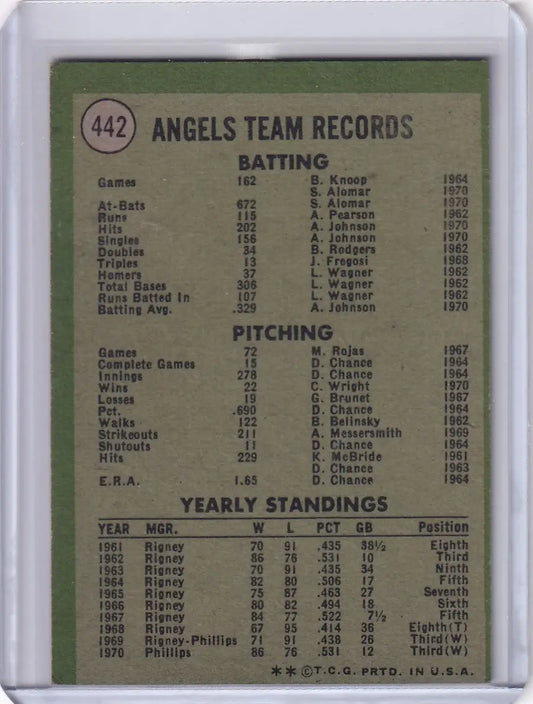 442 ANGELS TEAM RECORDS
BATTING
Games 162 B. Knoop 1964
S. Alomar 1970
At-Bats 672 S. Alomar 1970
Runs 115 A. Pearson 1962
Hits 202 A. Johnson 1970
Singles 156 A. Johnson 1970
Doubles 34 B. Rodgers 1962
Triples 13 J. Fregosi 1968
Homers 37 L. Wagner 1962
Total Bases 306 L. Wagner 1962
Runs Batted In 107 L. Wagner 1962
Batting Avg. .329 A. Johnson 1970
PITCHING
Games 72 M. Rojas 1967
Complete Games 15 D. Chance 1964
Innings 278 D. Chance 1964
Wins 22 C. Wright 1970
Losses 19 G. Brunet 1967
Pct. .690 D. Chance 1964
Walks 122 B. Belinsky 1962
Strikeouts 211 A. Messersmith 1969
Shutouts 11 D. Chance 1964
Hits 229 K. McBride 1961
D. Chance 1963
E.R.A. 1.65 D. Chance 1964
YEARLY STANDINGS
YEAR MGR. W L PCT GB Position
1961 Rigney 70 91 .435 38½ Eighth
1962 Rigney 86 76 .531 10 Third
1963 Rigney 70 91 .435 34 Ninth
1964 Rigney 82 80 .506 17 Fifth
1965 Rigney 75 87 .463 27 Seventh
1966 Rigney 80 82 .494 18 Sixth
1967 Rigney 84 77 .522 7½ Fifth
1968 Rigney 67 95 .414 36 Eighth(T)
1969 Rigney-Phillips 71 91 .438 26 Third(W)
1970 Phillips 86 76 .531 12 Third(W)
**©T.C.G. PRTD. IN U.S.A.